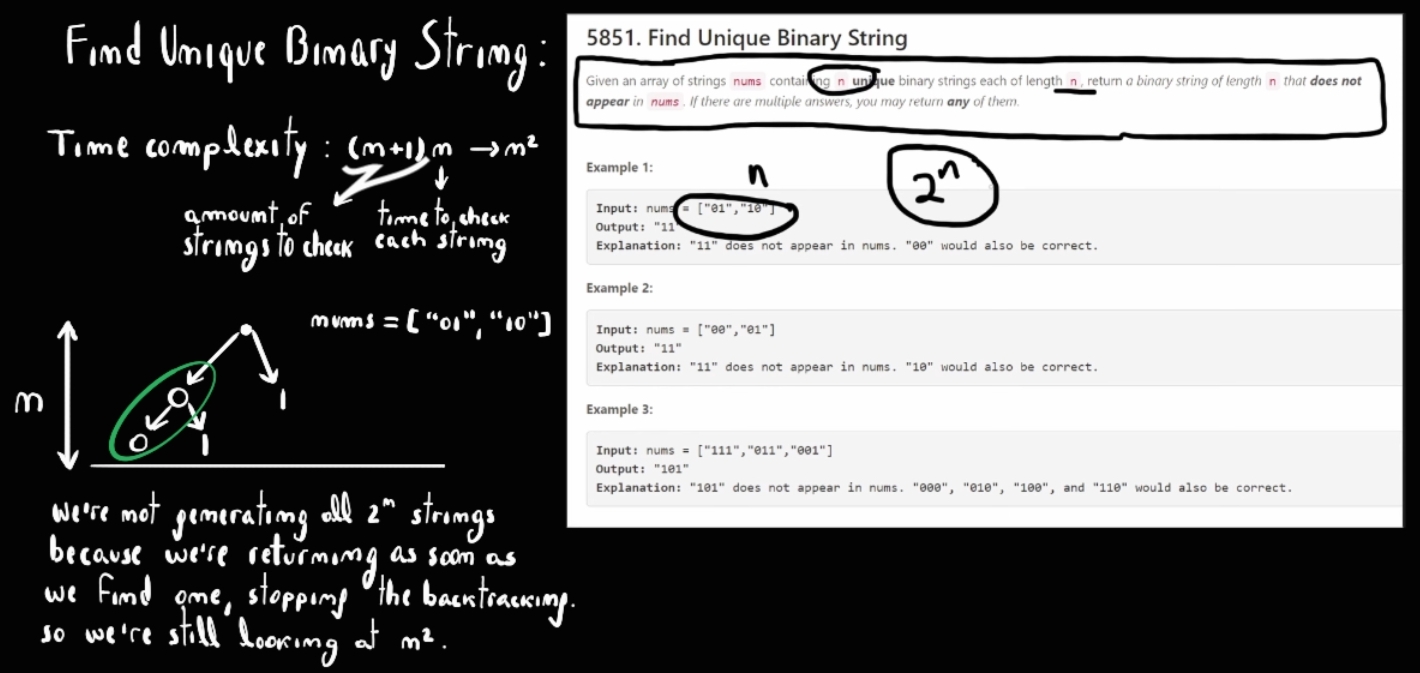 Find Unique Binary String:
Time complexity: (n+1)n → n²
amount of
strings to check
time to check
each string
nums = ["01", "10"]
n
0
1
0
1
we're not generating all 2ⁿ strings
because we're returning as soon as
we find one, stopping the backtracking.
so we're still looking at n².
5851. Find Unique Binary String
Given an array of strings nums containing n unique binary strings each of length n, return a binary string of length n that does not
appear in nums. If there are multiple answers, you may return any of them.
Example 1:
n
2ⁿ
Input: nums = ["01","10"]
Output: "11"
Explanation: "11" does not appear in nums. "00" would also be correct.
Example 2:
Input: nums = ["00","01"]
Output: "11"
Explanation: "11" does not appear in nums. "10" would also be correct.
Example 3:
Input: nums = ["111","011","001"]
Output: "101"
Explanation: "101" does not appear in nums. "000", "010", "100", and "110" would also be correct.